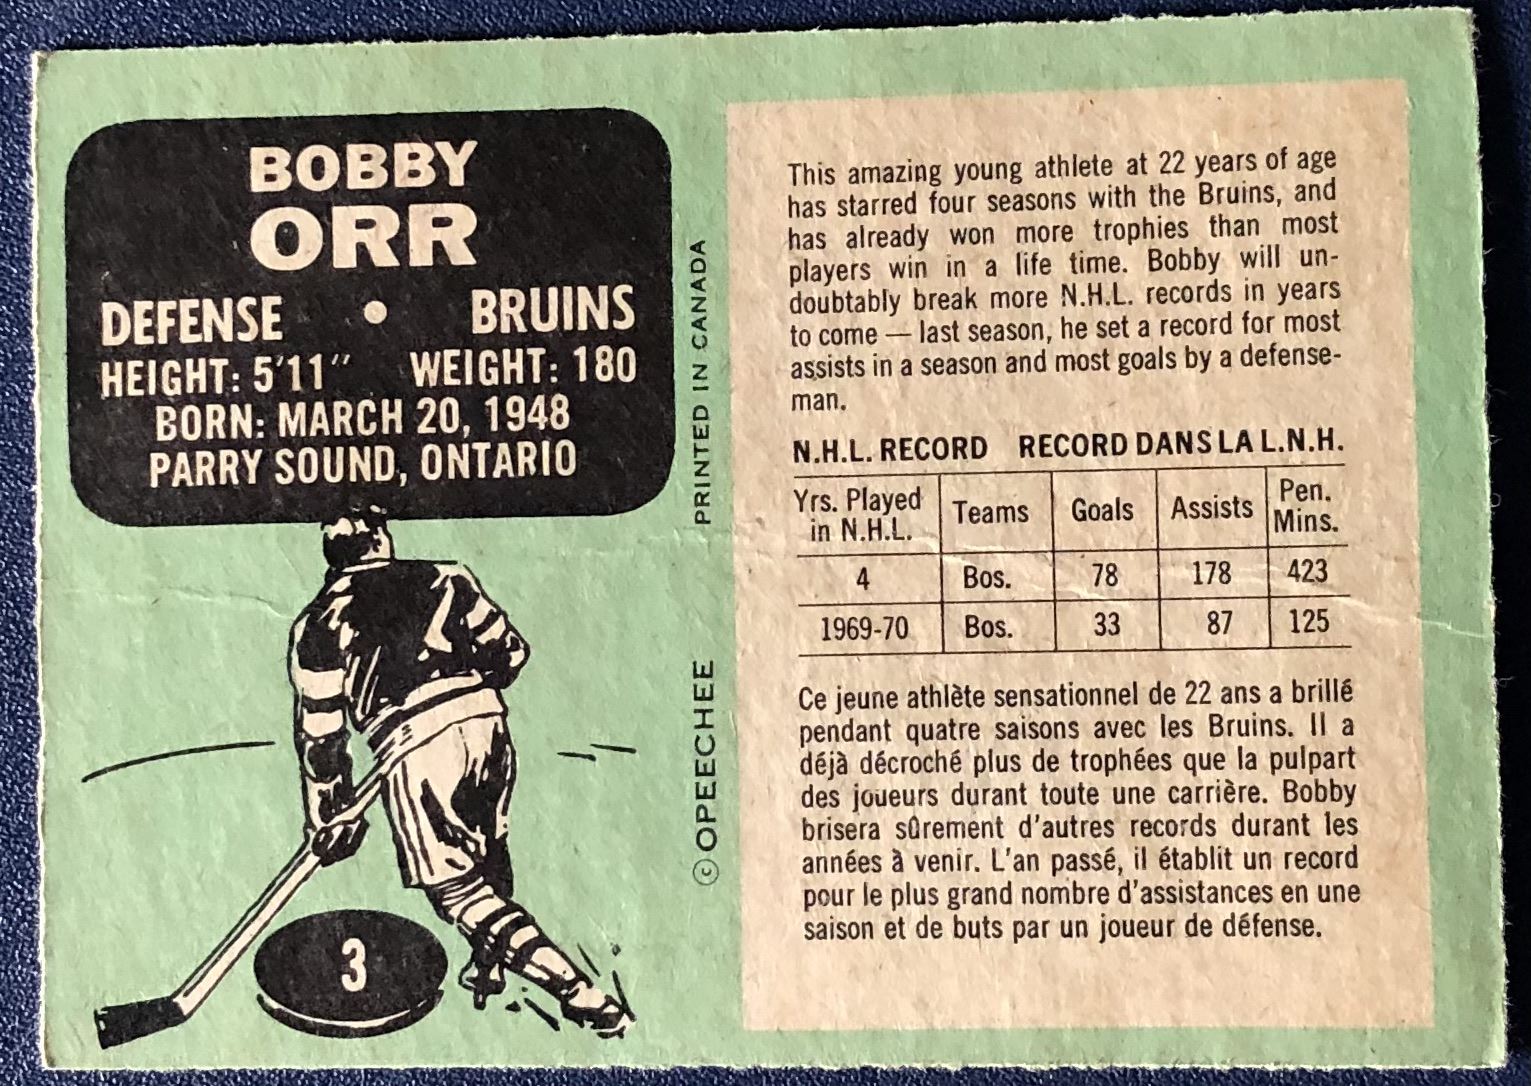 BOBBY
ORR
DEFENSE • BRUINS
HEIGHT: 5'11" WEIGHT: 180
BORN: MARCH 20, 1948
PARRY SOUND, ONTARIO
3
©OPEECHEE PRINTED IN CANADA
This amazing young athlete at 22 years of age
has starred four seasons with the Bruins, and
has already won more trophies than most
players win in a life time. Bobby will un-
doubtably break more N.H.L. records in years
to come — last season, he set a record for most
assists in a season and most goals by a defense-
man.
N.H.L. RECORD RECORD DANS LA L.N.H.
Yrs. Played in N.H.L. Teams Goals Assists Pen. Mins.
4 Bos. 78 178 423
1969-70 Bos. 33 87 125
Ce jeune athlète sensationnel de 22 ans a brillé
pendant quatre saisons avec les Bruins. Il a
déjà décroché plus de trophées que la pulpart
des joueurs durant toute une carrière. Bobby
brisera sûrement d'autres records durant les
années à venir. L'an passé, il établit un record
pour le plus grand nombre d'assistances en une
saison et de buts par un joueur de défense.